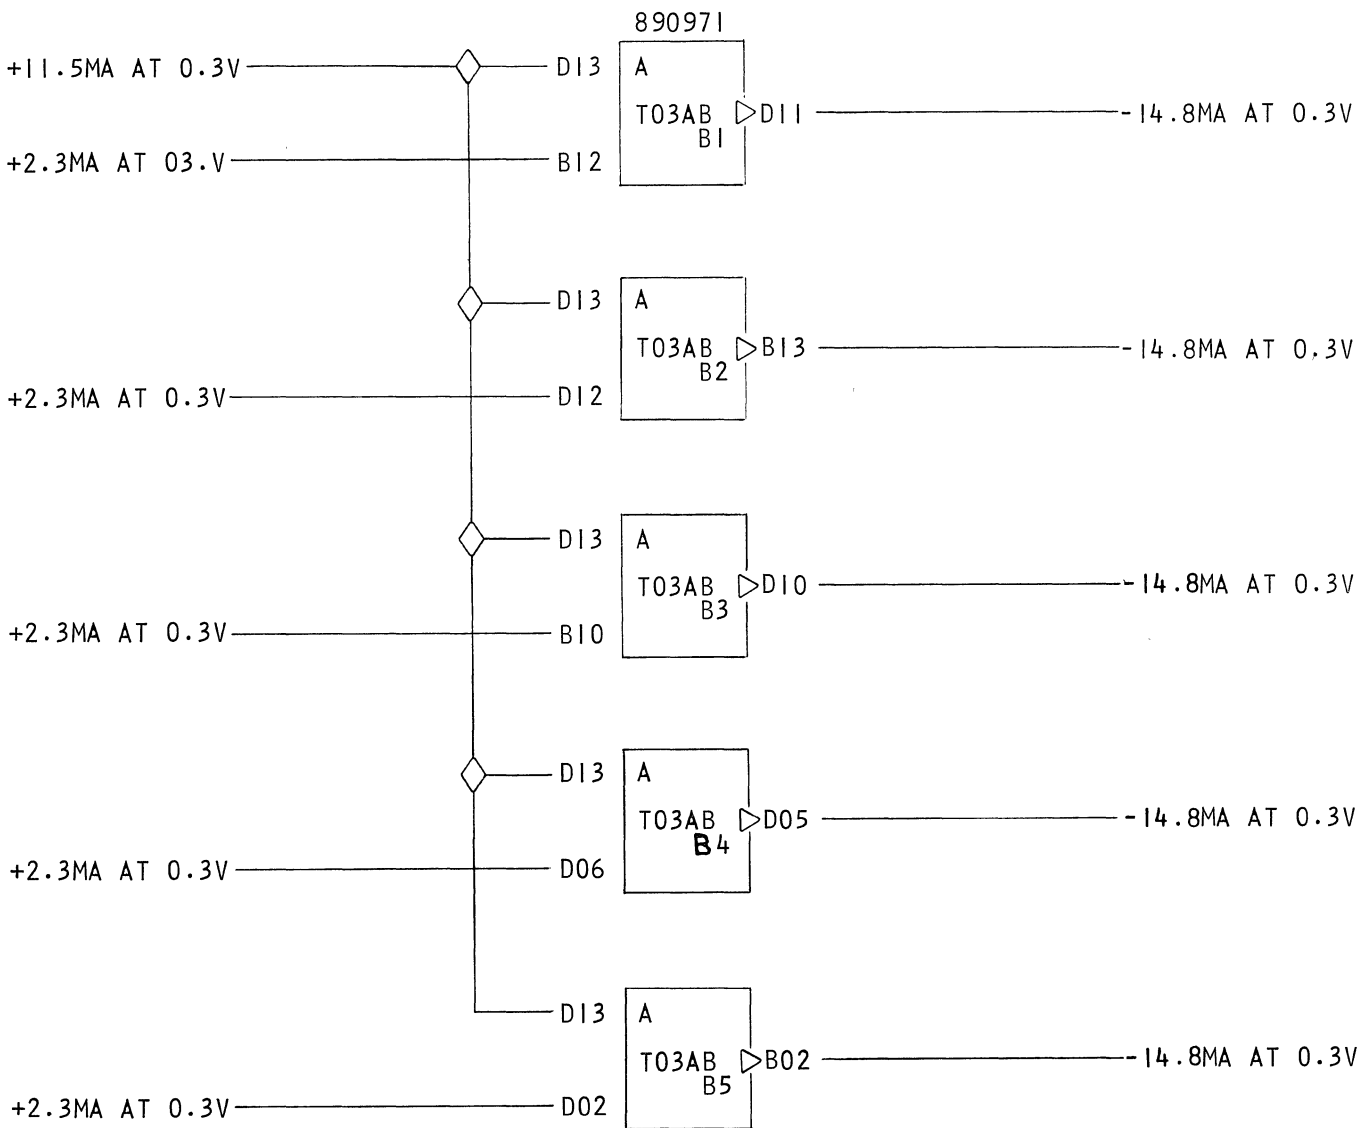 890971
+11.5MA AT 0.3V D13 A
T03AB D11 -14.8MA AT 0.3V
B1
+2.3MA AT 03.V B12
D13 A
T03AB B13 -14.8MA AT 0.3V
B2
+2.3MA AT 0.3V D12
D13 A
T03AB D10 -14.8MA AT 0.3V
B3
+2.3MA AT 0.3V B10
D13 A
T03AB D05 -14.8MA AT 0.3V
B4
+2.3MA AT 0.3V D06
D13 A
T03AB B02 -14.8MA AT 0.3V
B5
+2.3MA AT 0.3V D02